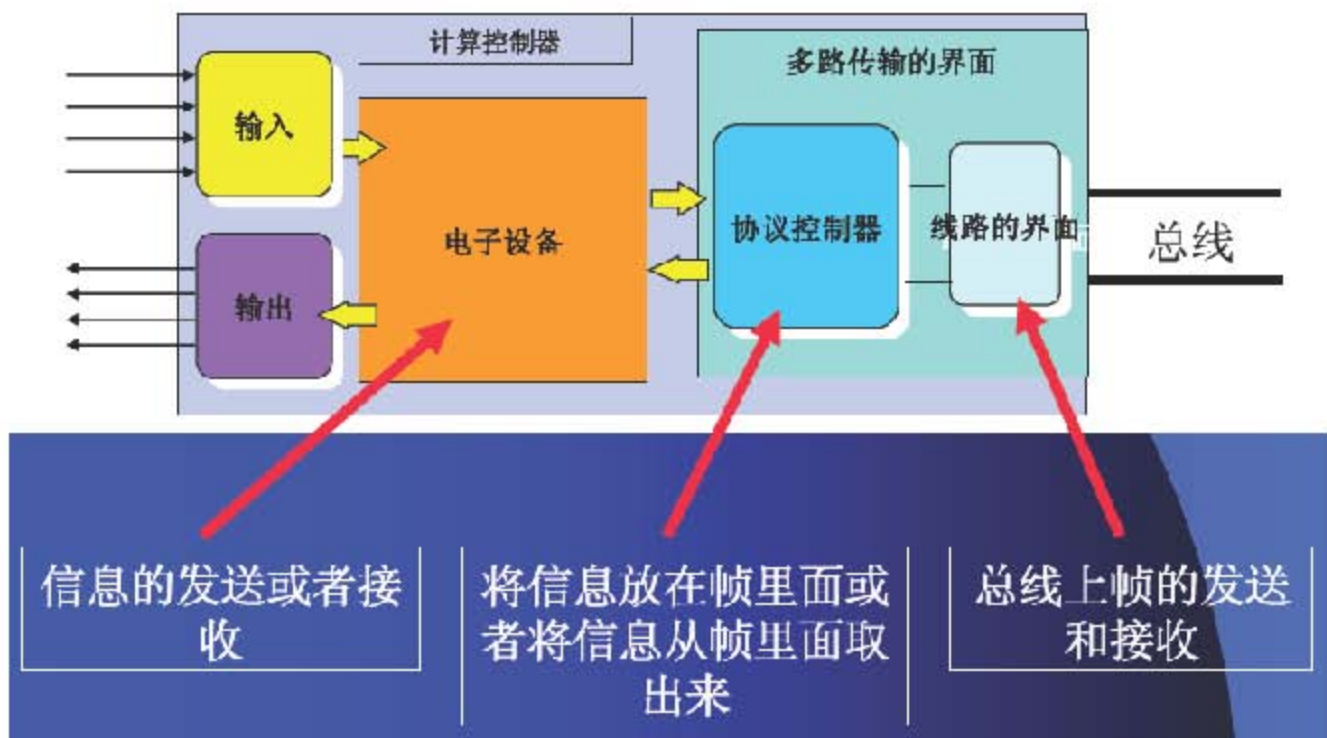 计算控制器
多路传输的界面
输入
电子设备
协议控制器
线路的界面
总线
输出
信息的发送或者接
收
将信息放在帧里面或
者将信息从帧里面取
出来
总线上帧的发送
和接收